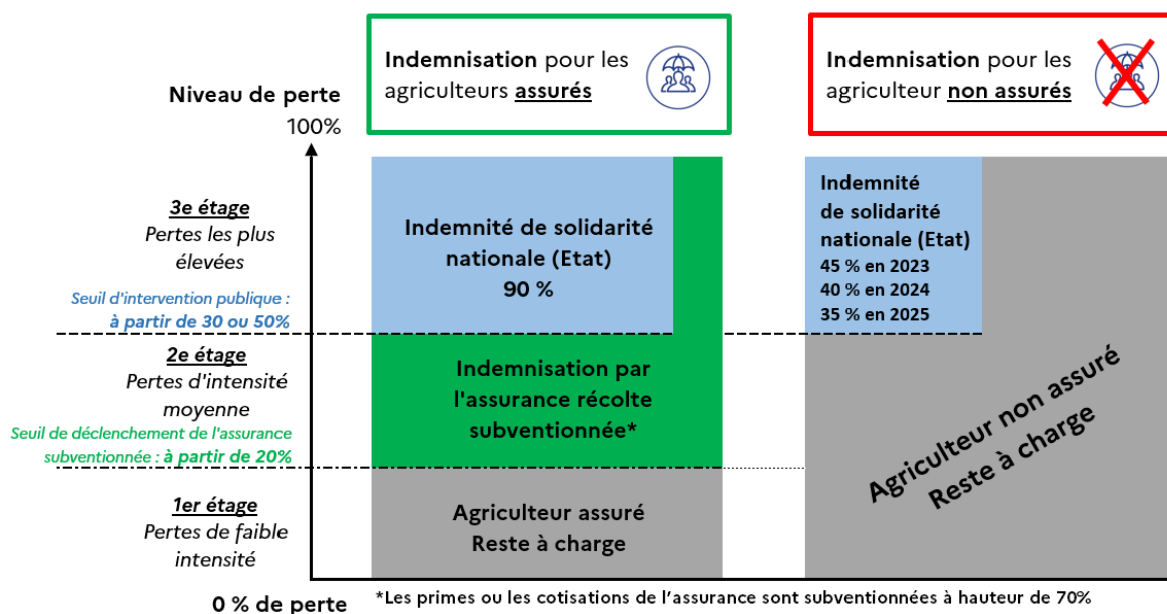 Indemnisation pour les
agriculteurs assurés
Indemnisation pour les
agriculteur non assurés
Niveau de perte
100%
3e étage
Pertes les plus
élevées
Seuil d'intervention publique :
à partir de 30 ou 50%
2e étage
Pertes d'intensité
moyenne
Seuil de déclenchement de l'assurance
subventionnée : à partir de 20%
1er étage
Pertes de faible
intensité
0 % de perte
Indemnité de solidarité
nationale (Etat)
90 %
Indemnisation par
l'assurance récolte
subventionnée*
Agriculteur assuré
Reste à charge
Indemnité
de solidarité
nationale (Etat)
45 % en 2023
40 % en 2024
35 % en 2025
Agriculteur non assuré
Reste à charge
*Les primes ou les cotisations de l'assurance sont subventionnées à hauteur de 70%